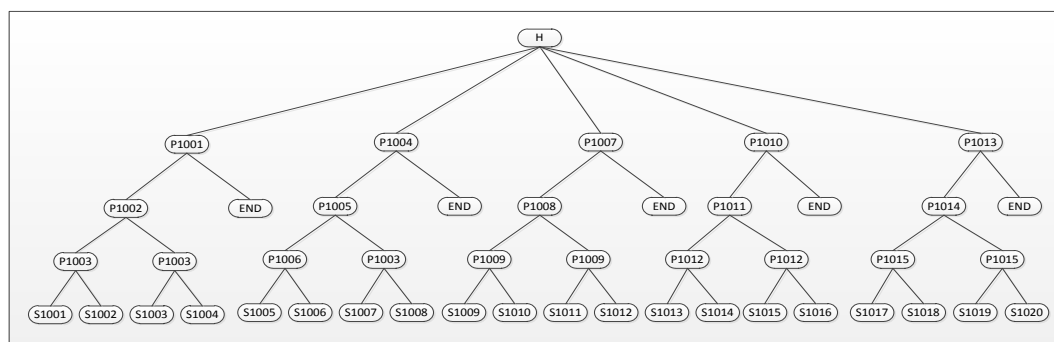 H
P1001 P1004 P1007 P1010 P1013
P1002 END P1005 END P1008 END P1011 END P1014 END
P1003 P1003 P1006 P1003 P1009 P1009 P1012 P1012 P1015 P1015
S1001 S1002 S1003 S1004 S1005 S1006 S1007 S1008 S1009 S1010 S1011 S1012 S1013 S1014 S1015 S1016 S1017 S1018 S1019 S1020